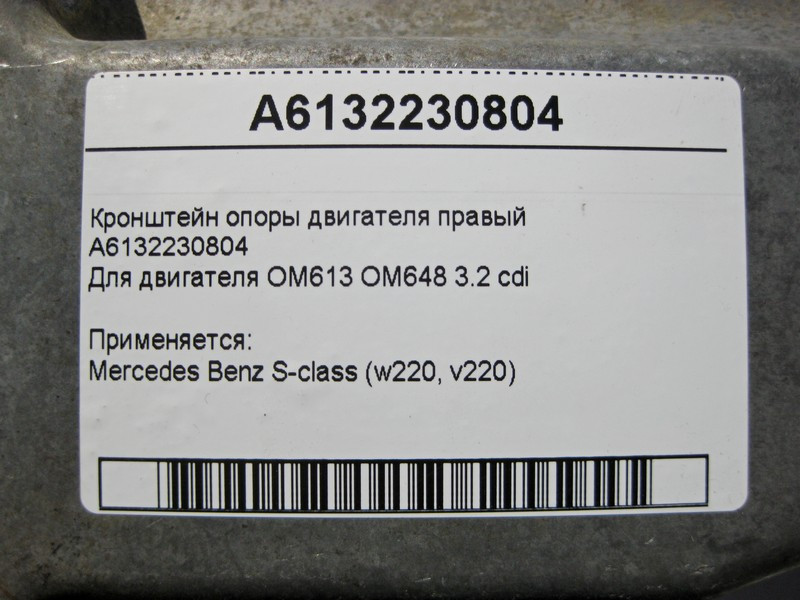 A6132230804
Кронштейн опоры двигателя правый
A6132230804
Для двигателя OM613 OM648 3.2 cdi
Применяется:
Mercedes Benz S-class (w220, v220)